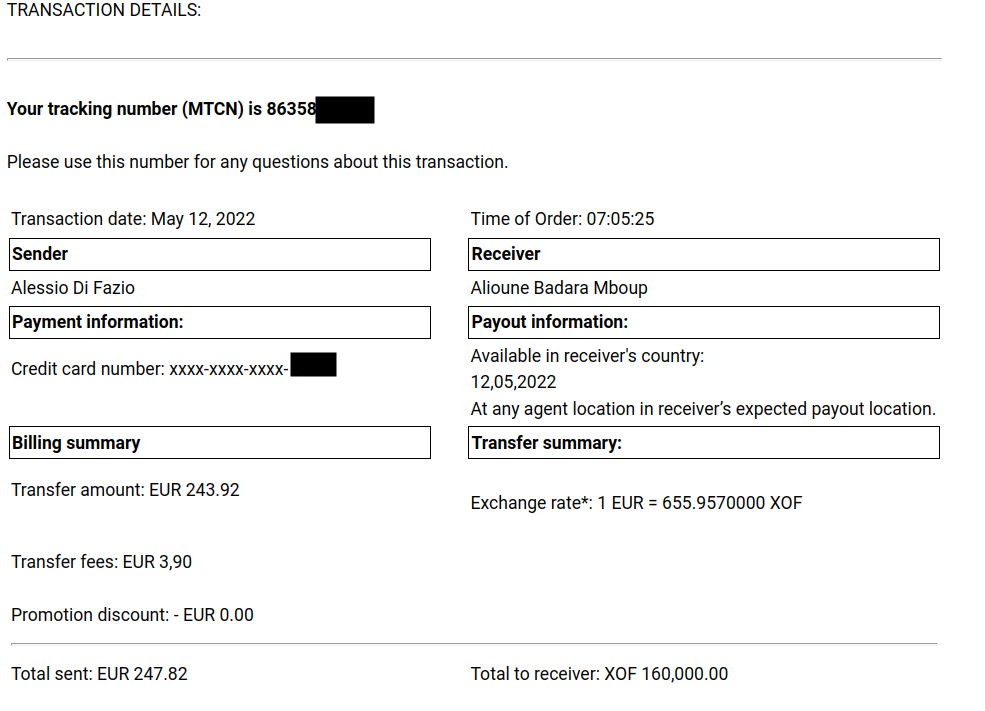 TRANSACTION DETAILS:
Your tracking number (MTCN) is 86358
Please use this number for any questions about this transaction.
Transaction date: May 12, 2022
Time of Order: 07:05:25
Sender
Receiver
Alessio Di Fazio
Alioune Badara Mboup
Payment information:
Payout information:
Credit card number: xxxx-xxxx-xxxx-
Available in receiver's country:
12,05,2022
At any agent location in receiver’s expected payout location.
Billing summary
Transfer summary:
Transfer amount: EUR 243.92
Exchange rate*: 1 EUR = 655.9570000 XOF
Transfer fees: EUR 3,90
Promotion discount: - EUR 0.00
Total sent: EUR 247.82
Total to receiver: XOF 160,000.00